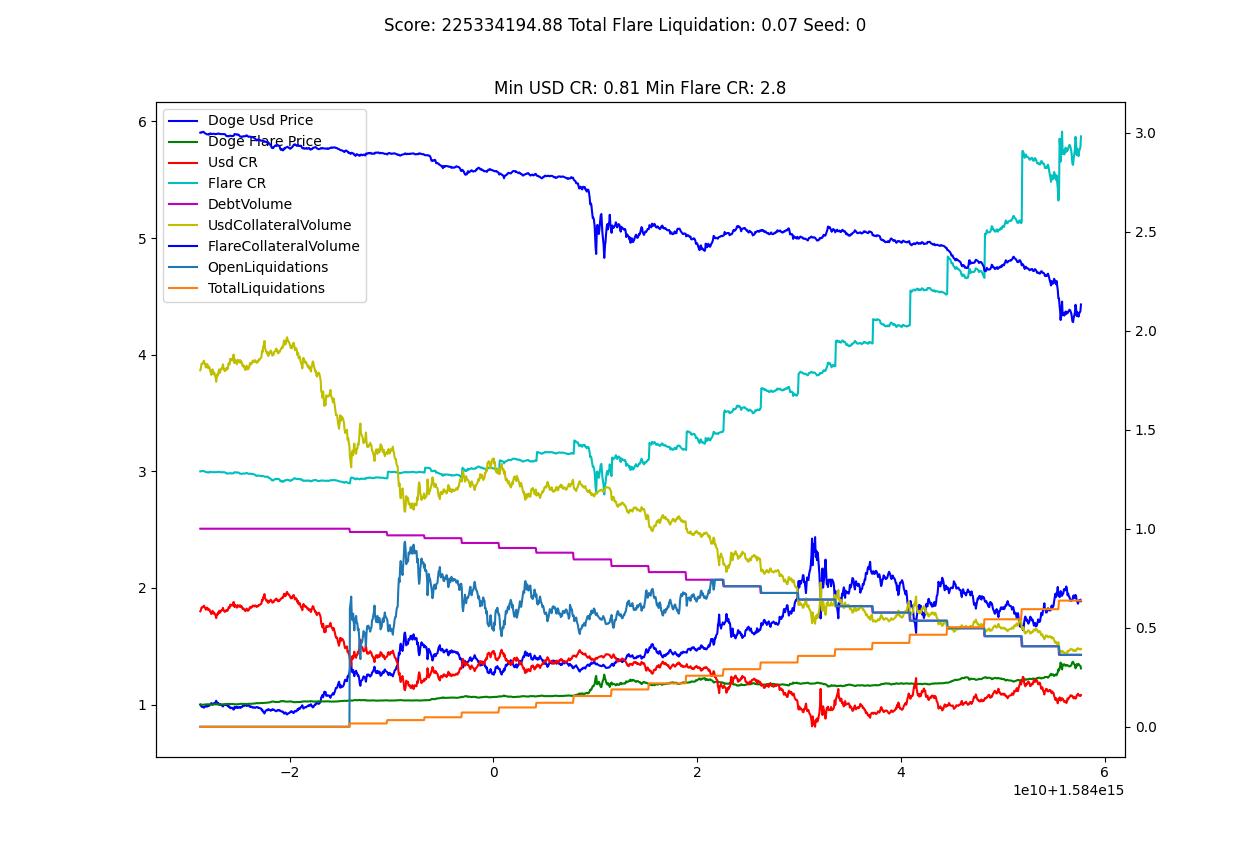 Score: 225334194.88 Total Flare Liquidation: 0.07 Seed: 0
Min USD CR: 0.81 Min Flare CR: 2.8
Doge Usd Price
Doge Flare Price
Usd CR
Flare CR
DebtVolume
UsdCollateralVolume
FlareCollateralVolume
OpenLiquidations
TotalLiquidations
6
5
4
3
2
1
3.0
2.5
2.0
1.5
1.0
0.5
0.0
−2
0
2
4
6
1e10+1.584e15